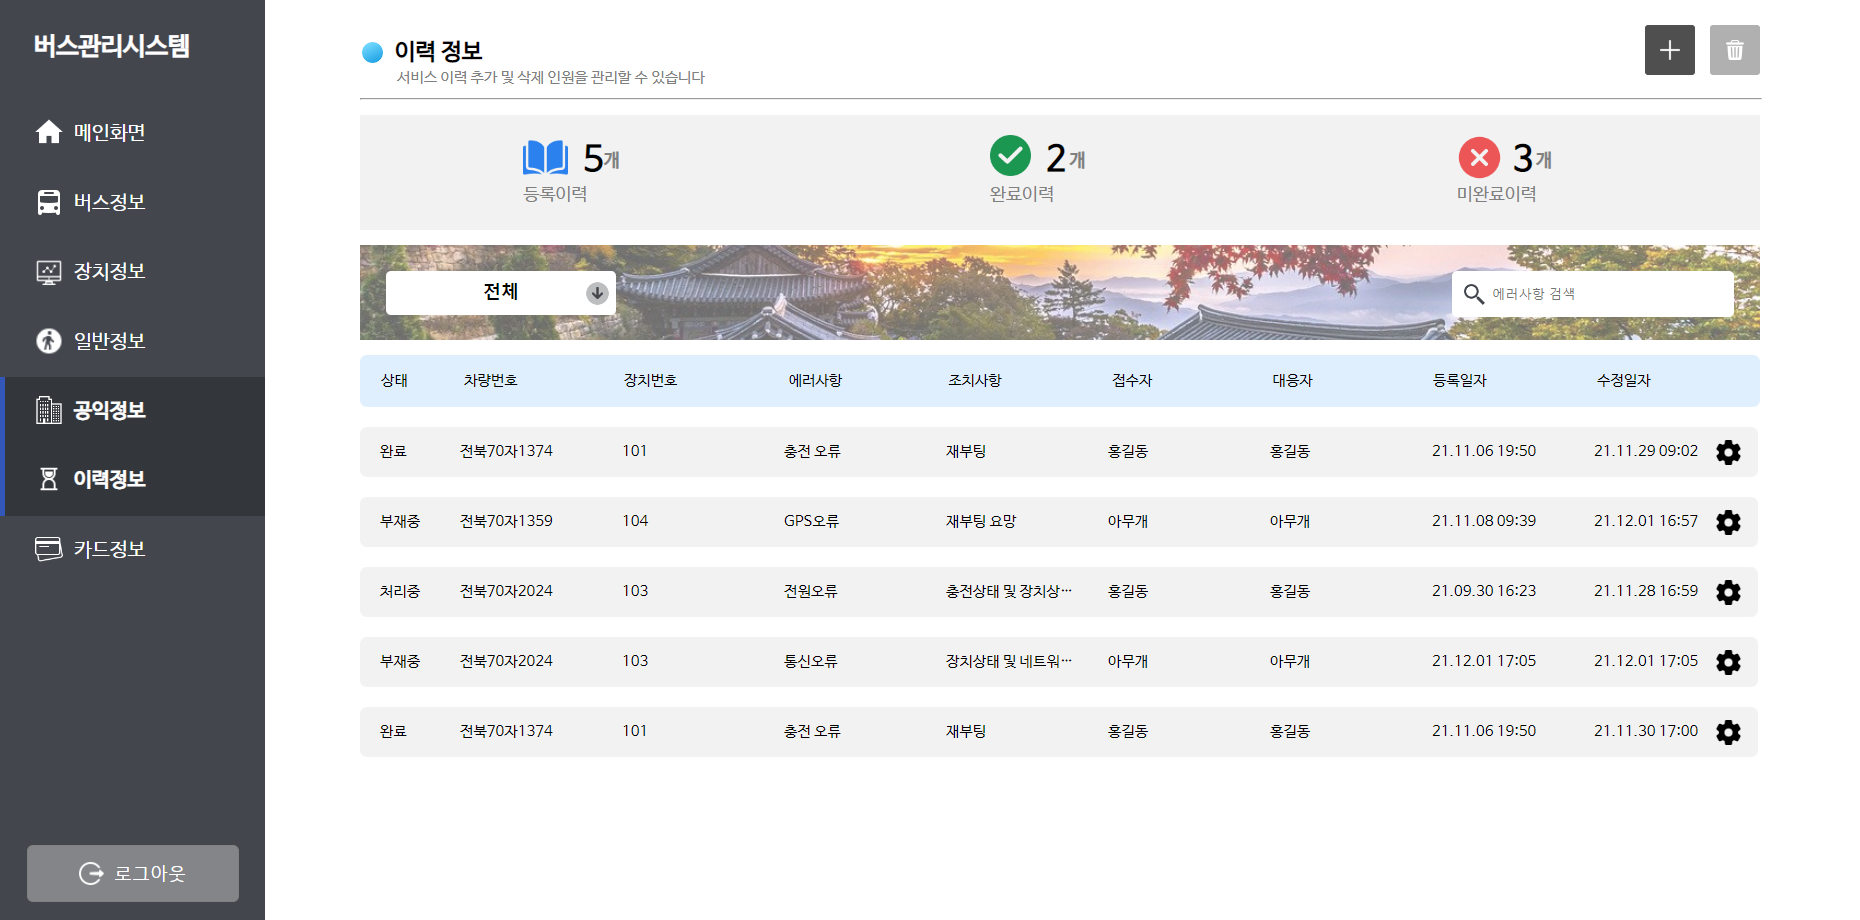 버스관리시스템
메인화면
버스정보
장치정보
일반정보
공익정보
이력정보
카드정보
로그아웃
이력 정보
서비스 이력 추가 및 삭제 인원을 관리할 수 있습니다
5개
등록이력
2개
완료이력
3개
미완료이력
전체
에러사항 검색
상태 차량번호 장치번호 에러사항 조치사항 접수자 대응자 등록일자 수정일자
완료 전북70자1374 101 충전 오류 재부팅 홍길동 홍길동 21.11.06 19:50 21.11.29 09:02
부재중 전북70자1359 104 GPS오류 재부팅 요망 아무개 아무개 21.11.08 09:39 21.12.01 16:57
처리중 전북70자2024 103 전원오류 충전상태 및 장치상… 홍길동 홍길동 21.09.30 16:23 21.11.28 16:59
부재중 전북70자2024 103 통신오류 장치상태 및 네트워… 아무개 아무개 21.12.01 17:05 21.12.01 17:05
완료 전북70자1374 101 충전 오류 재부팅 홍길동 홍길동 21.11.06 19:50 21.11.30 17:00